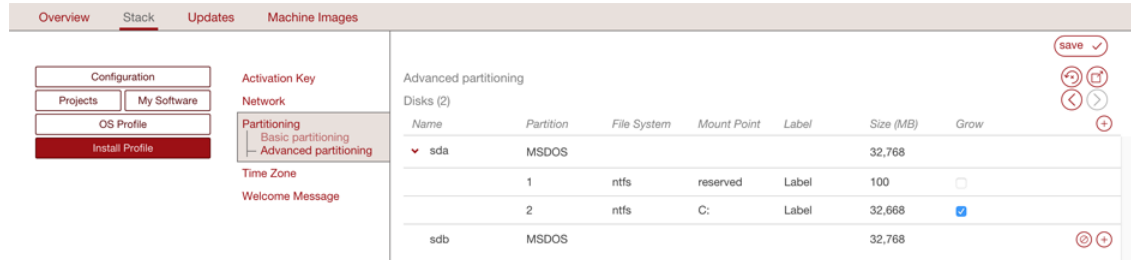 Overview Stack Updates Machine Images
save
Configuration
Projects My Software
OS Profile
Install Profile
Activation Key
Network
Partitioning
Basic partitioning
Advanced partitioning
Time Zone
Welcome Message
Advanced partitioning
Disks (2)
Name Partition File System Mount Point Label Size (MB) Grow
sda MSDOS 32,768
1 ntfs reserved Label 100
2 ntfs C: Label 32,668
sdb MSDOS 32,768